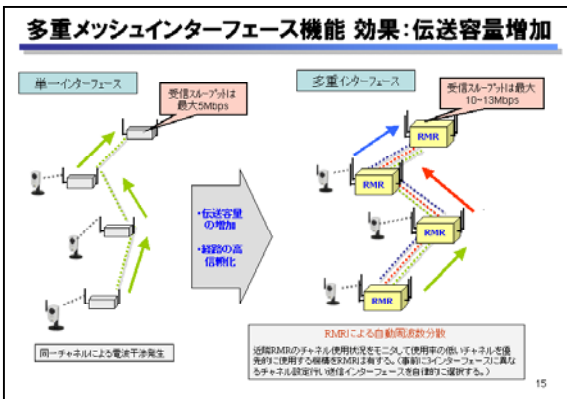 多重メッシュインターフェース機能 効果:伝送容量増加
単一インターフェース
受信スループットは
最大5Mbps
多重インターフェース
受信スループットは最大
10~13Mbps
RMR
RMR
RMR
RMR
・伝送容量
の増加
・経路の高
信頼化
同一チャネルによる電波干渉発生
RMRによる自動周波数分散
近隣RMRのチャネル使用状況をモニタして使用率の低いチャネルを優
先的に使用する機構をRMRは有する。(事前に3インターフェースに異な
るチャネル設定行い送信インターフェースを自律的に選択する。)
15